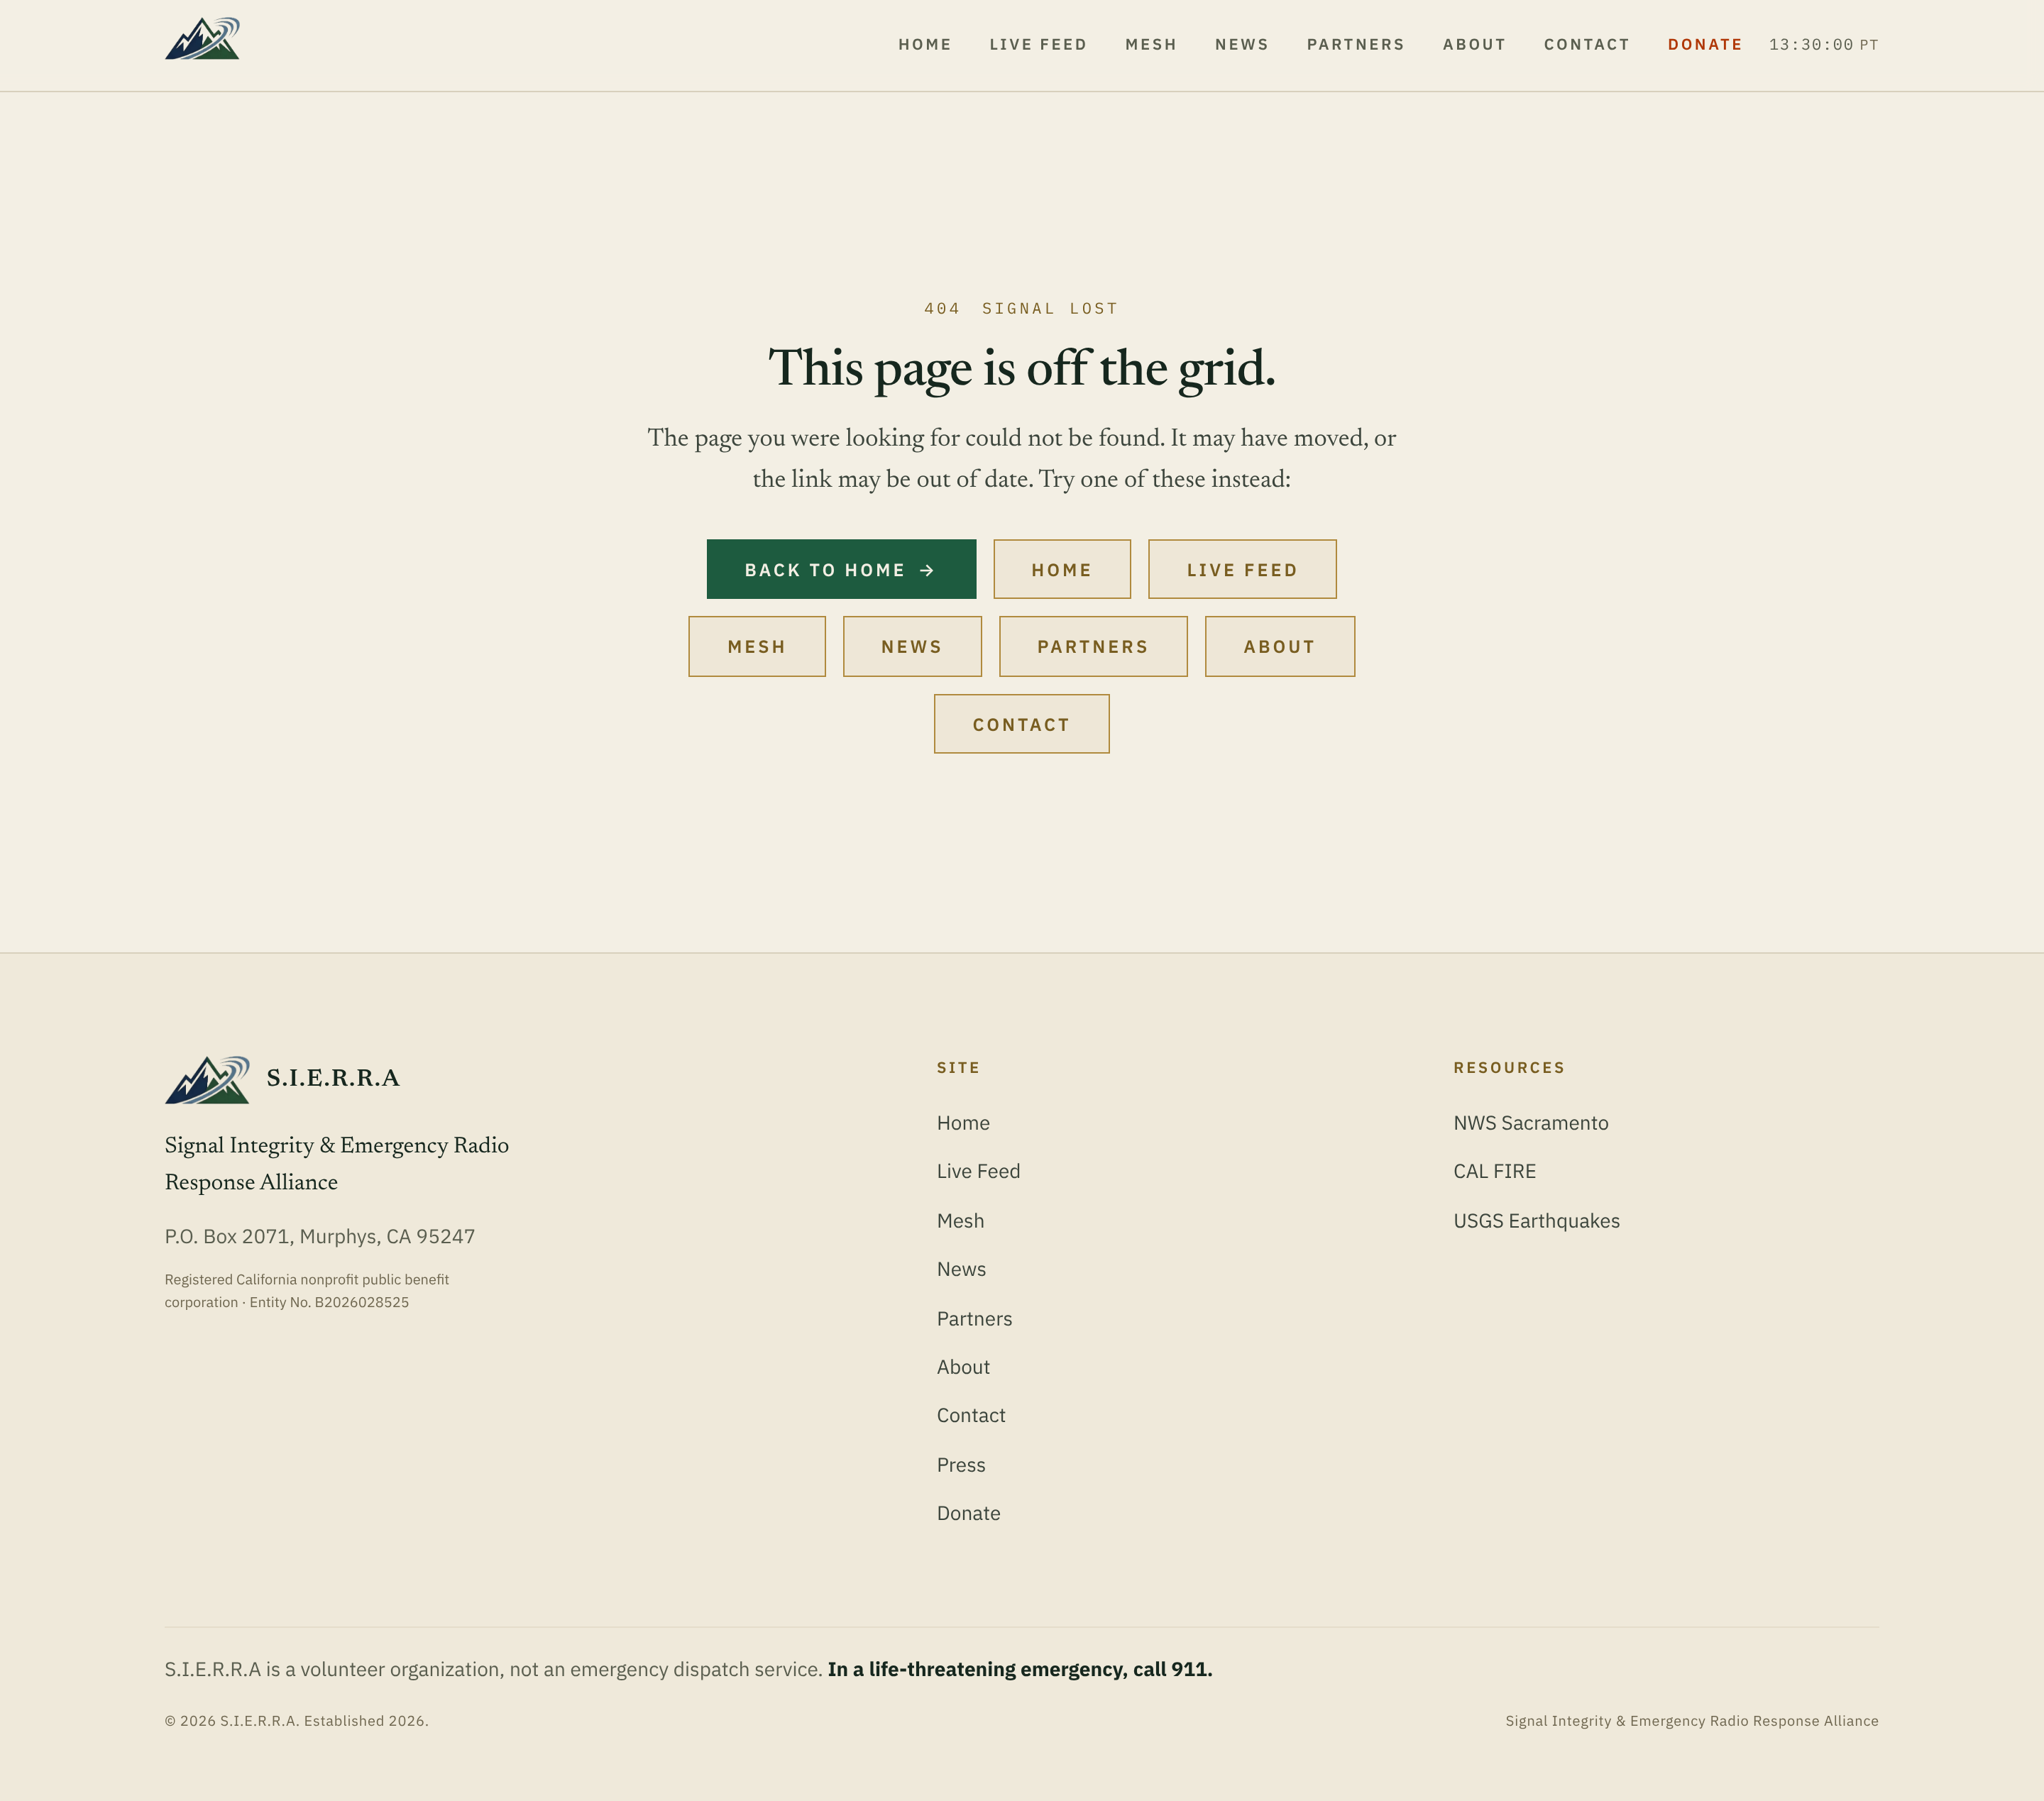 HOME LIVE FEED MESH NEWS PARTNERS ABOUT CONTACT DONATE 13:30:00 PT
404 SIGNAL LOST
This page is off the grid.
The page you were looking for could not be found. It may have moved, or
the link may be out of date. Try one of these instead:
BACK TO HOME →
HOME
LIVE FEED
MESH
NEWS
PARTNERS
ABOUT
CONTACT
S.I.E.R.R.A
Signal Integrity & Emergency Radio
Response Alliance
P.O. Box 2071, Murphys, CA 95247
Registered California nonprofit public benefit
corporation · Entity No. B2026028525
SITE
Home
Live Feed
Mesh
News
Partners
About
Contact
Press
Donate
RESOURCES
NWS Sacramento
CAL FIRE
USGS Earthquakes
S.I.E.R.R.A is a volunteer organization, not an emergency dispatch service. In a life-threatening emergency, call 911.
© 2026 S.I.E.R.R.A. Established 2026.
Signal Integrity & Emergency Radio Response Alliance